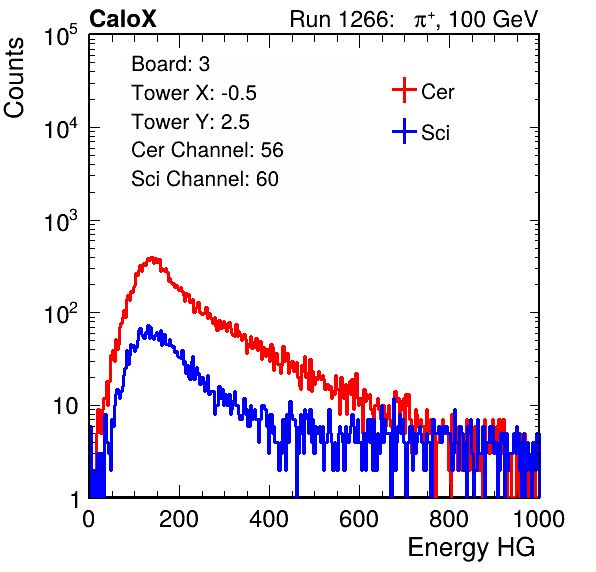 CaloX Run 1266: π⁺, 100 GeV
Board: 3
Tower X: -0.5
Tower Y: 2.5
Cer Channel: 56
Sci Channel: 60
Cer
Sci
Counts
10⁵
10⁴
10³
10²
10
1
0 200 400 600 800 1000
Energy HG